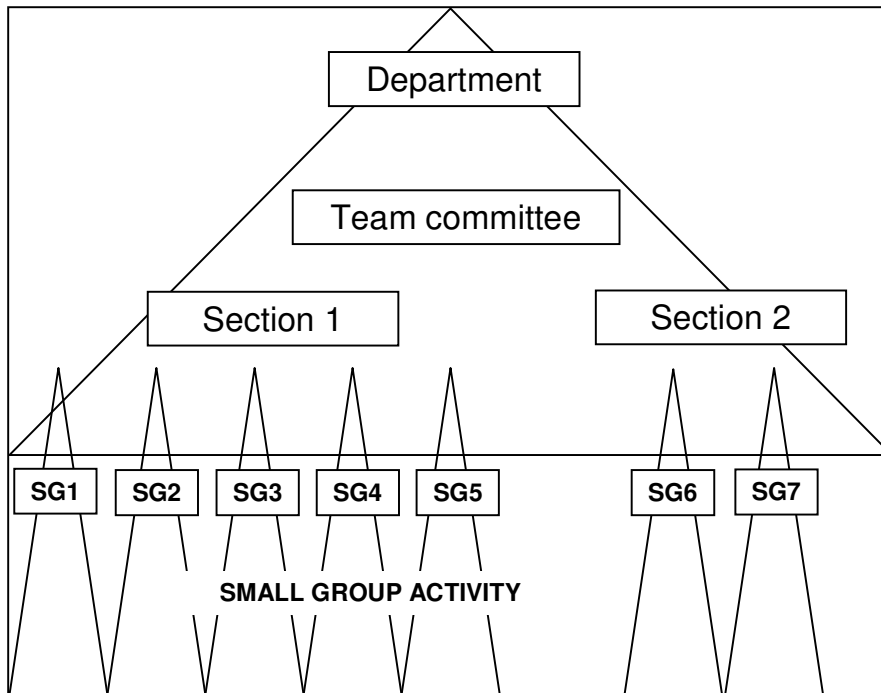 Department
Team committee
Section 1
Section 2
SG1
SG2
SG3
SG4
SG5
SG6
SG7
SMALL GROUP ACTIVITY